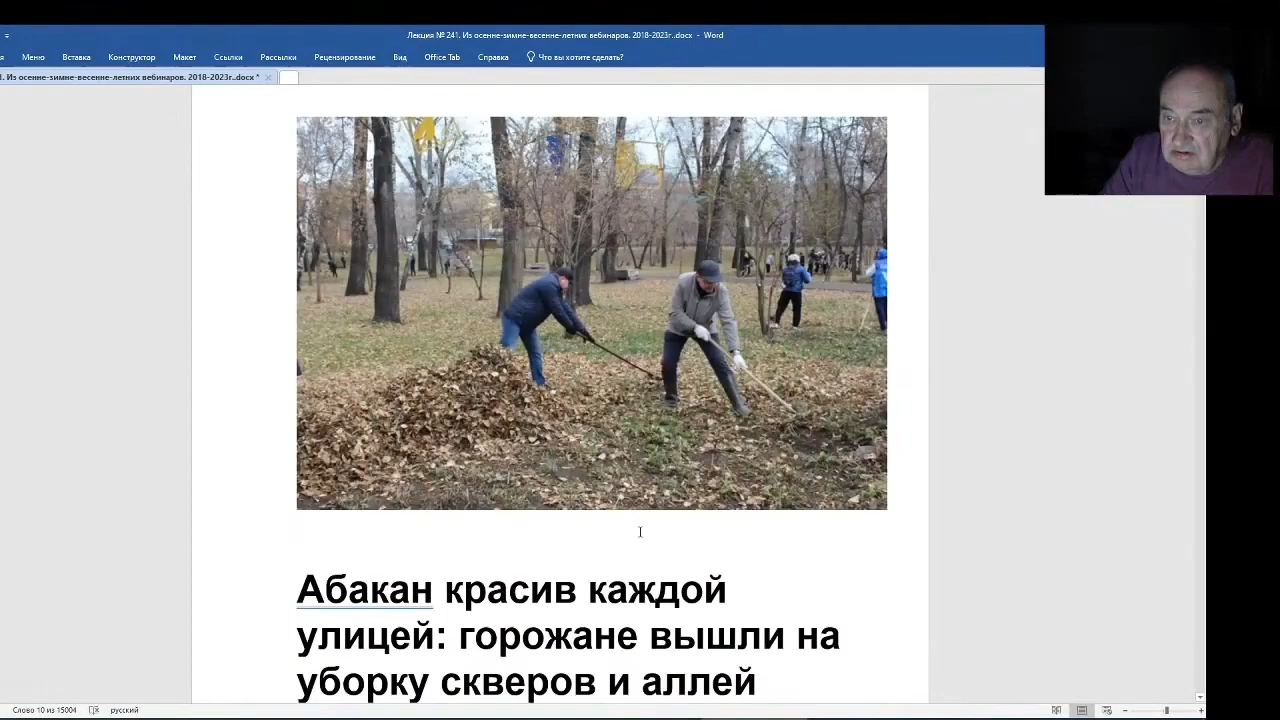 Лекция № 241. Из осенне-зимне-весенне-летних вебинаров. 2018-2023г..docx - Word
Меню Вставка Конструктор Макет Ссылки Рассылки Рецензирование Вид Office Tab Справка Что вы хотите сделать?
. Из осенне-зимне-весенне-летних вебинаров. 2018-2023г..docx *
Абакан красив каждой
улицей: горожане вышли на
уборку скверов и аллей
Слово 10 из 15004 русский